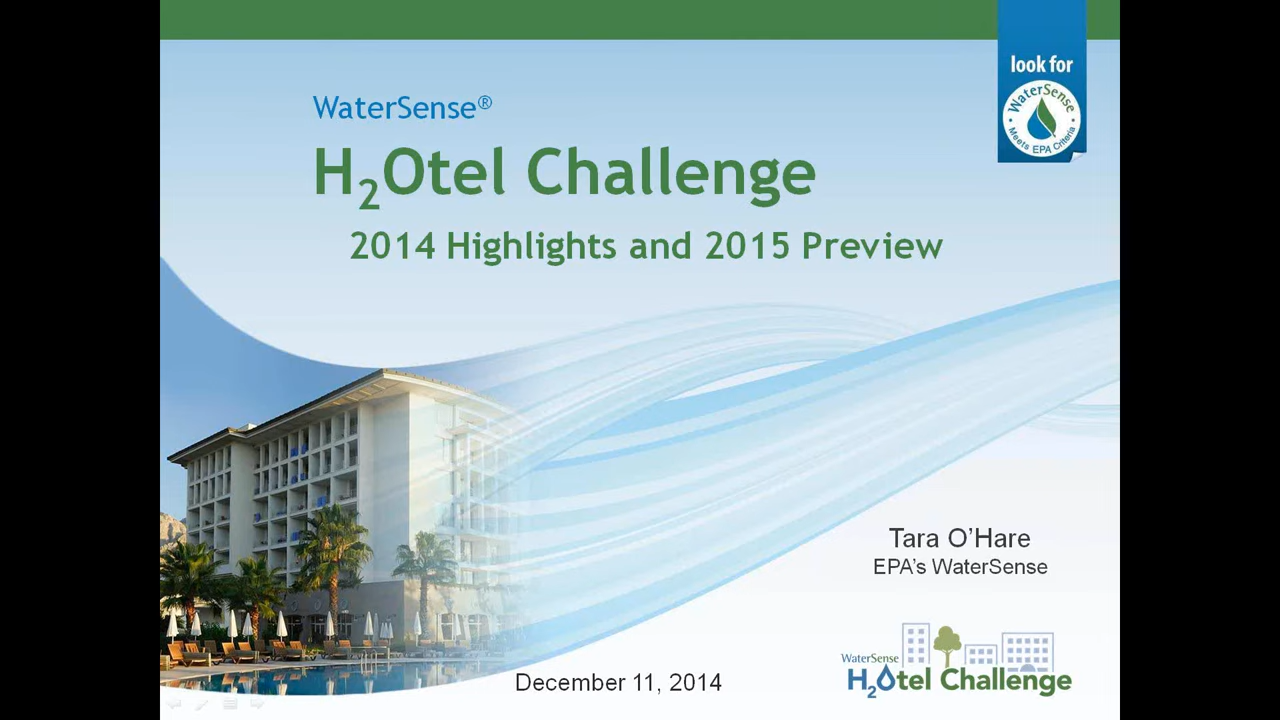 look for
WaterSense
Meets EPA Criteria
WaterSense®
H₂Otel Challenge
2014 Highlights and 2015 Preview
Tara O’Hare
EPA’s WaterSense
December 11, 2014
WaterSense
H₂Otel Challenge